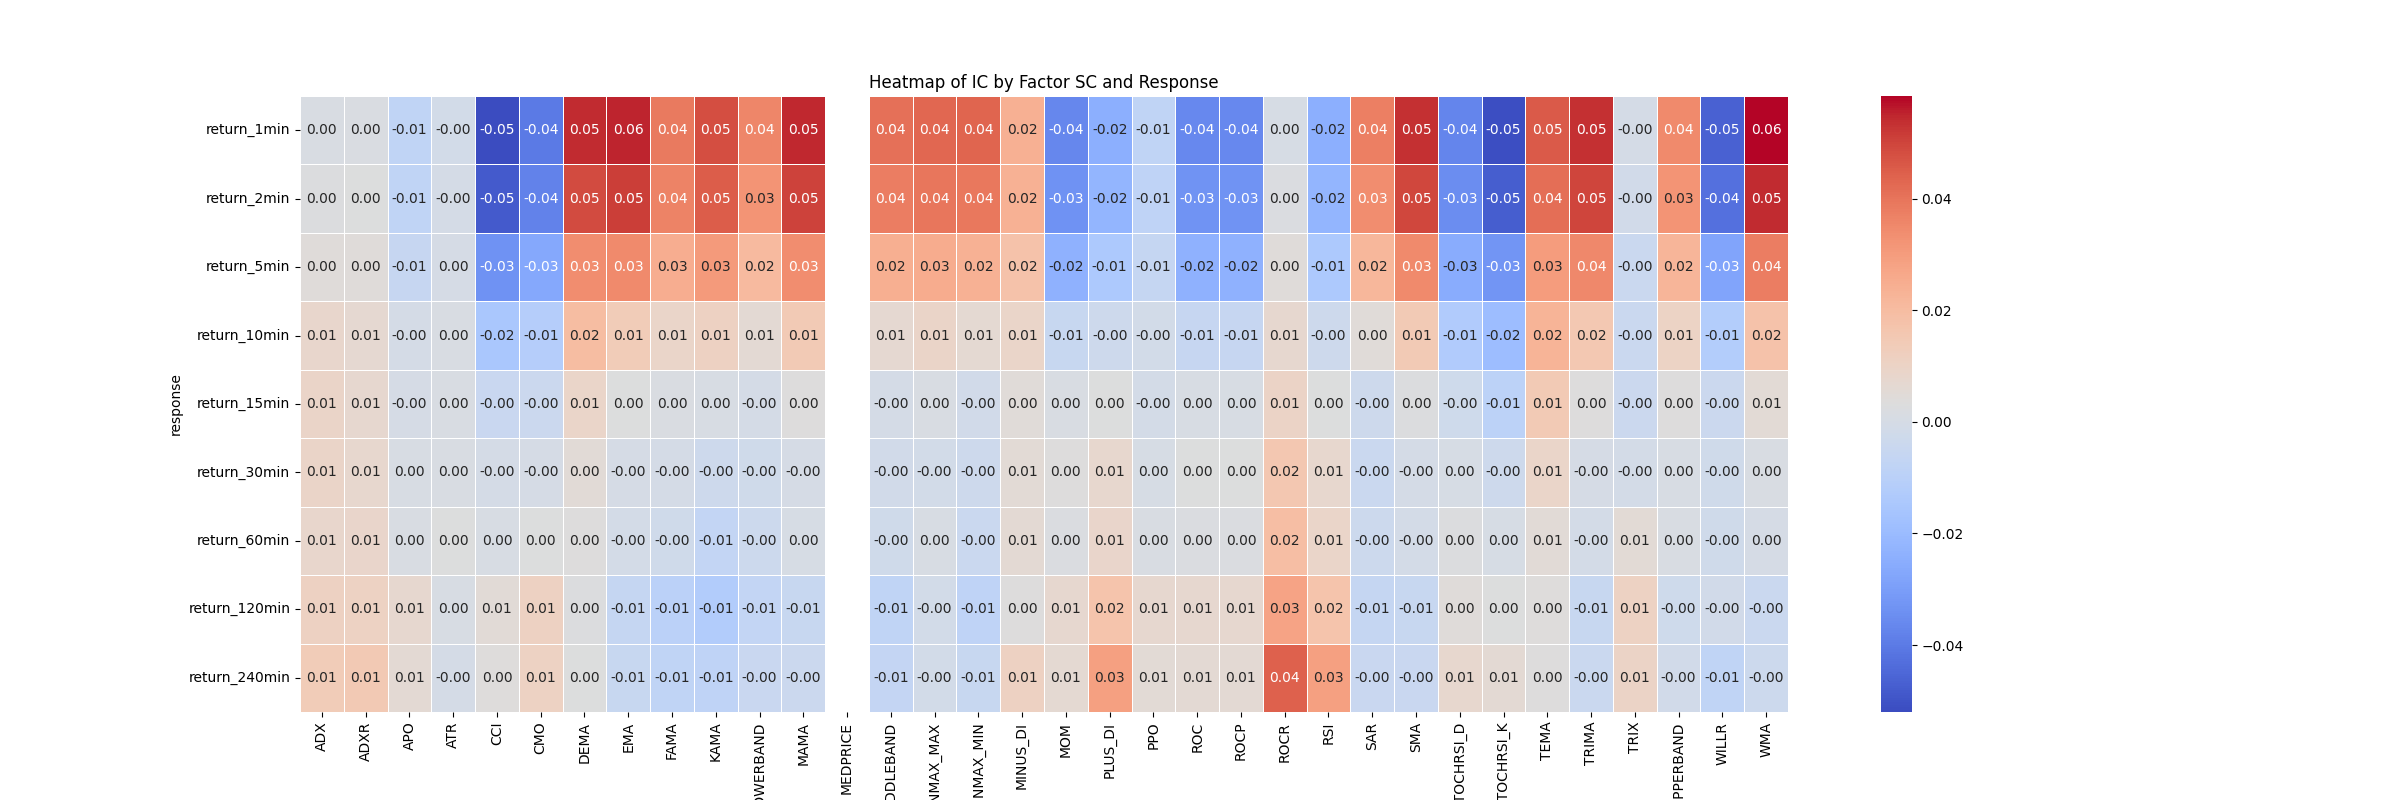 Heatmap of IC by Factor SC and Response
return_1min 0.00 0.00 -0.01 -0.00 -0.05 -0.04 0.05 0.06 0.04 0.05 0.04 0.05 0.04 0.04 0.04 0.02 -0.04 -0.02 -0.01 -0.04 -0.04 0.00 -0.02 0.04 0.05 -0.04 -0.05 0.05 0.05 -0.00 0.04 -0.05 0.06
return_2min 0.00 0.00 -0.01 -0.00 -0.05 -0.04 0.05 0.05 0.04 0.05 0.03 0.05 0.04 0.04 0.04 0.02 -0.03 -0.02 -0.01 -0.03 -0.03 0.00 -0.02 0.03 0.05 -0.03 -0.05 0.04 0.05 -0.00 0.03 -0.04 0.05
return_5min 0.00 0.00 -0.01 0.00 -0.03 -0.03 0.03 0.03 0.03 0.03 0.02 0.03 0.02 0.03 0.02 0.02 -0.02 -0.01 -0.01 -0.02 -0.02 0.00 -0.01 0.02 0.03 -0.03 -0.03 0.03 0.04 -0.00 0.02 -0.03 0.04
return_10min 0.01 0.01 -0.00 0.00 -0.02 -0.01 0.02 0.01 0.01 0.01 0.01 0.01 0.01 0.01 0.01 0.01 -0.01 -0.00 -0.00 -0.01 -0.01 0.01 -0.00 0.00 0.01 -0.01 -0.02 0.02 0.02 -0.00 0.01 -0.01 0.02
return_15min 0.01 0.01 -0.00 0.00 -0.00 -0.00 0.01 0.00 0.00 0.00 -0.00 0.00 -0.00 -0.00 -0.00 0.00 0.00 0.00 -0.00 0.00 0.00 0.01 0.00 -0.00 0.00 -0.00 -0.01 0.01 0.00 -0.00 0.00 -0.00 0.01
return_30min 0.01 0.01 0.00 0.00 -0.00 -0.00 0.00 -0.00 -0.00 -0.00 -0.00 -0.00 -0.00 -0.00 -0.00 0.01 0.00 0.01 0.00 0.00 0.00 0.02 0.01 -0.00 -0.00 0.00 -0.00 0.01 -0.00 -0.00 0.00 -0.00 0.00
return_60min 0.01 0.01 0.00 0.00 0.00 0.00 0.00 -0.00 -0.00 -0.01 -0.00 0.00 -0.00 0.00 -0.00 0.01 0.00 0.01 0.00 0.00 0.00 0.02 0.01 -0.00 -0.00 0.00 0.00 0.01 -0.00 0.01 0.00 -0.00 0.00
return_120min 0.01 0.01 0.01 0.00 0.01 0.01 0.00 -0.01 -0.01 -0.01 -0.01 -0.01 -0.01 -0.00 -0.01 0.00 0.01 0.02 0.01 0.01 0.01 0.03 0.02 -0.01 -0.01 0.00 0.00 0.00 -0.01 0.01 -0.00 -0.00 -0.00
return_240min 0.01 0.01 0.01 -0.00 0.00 0.01 0.00 -0.01 -0.01 -0.01 -0.00 -0.00 -0.01 -0.00 -0.01 0.01 0.01 0.03 0.01 0.01 0.01 0.04 0.03 -0.00 -0.00 0.01 0.01 0.00 -0.00 0.01 -0.00 -0.01 -0.00
response
ADX
ADXR
APO
ATR
CCI
CMO
DEMA
EMA
FAMA
KAMA
OWERBAND
MAMA
MEDPRICE
DDLEBAND
NMAX_MAX
NMAX_MIN
MINUS_DI
MOM
PLUS_DI
PPO
ROC
ROCP
ROCR
RSI
SAR
SMA
TOCHRSI_D
TOCHRSI_K
TEMA
TRIMA
TRIX
PPERBAND
WILLR
WMA
0.04
0.02
0.00
−0.02
−0.04